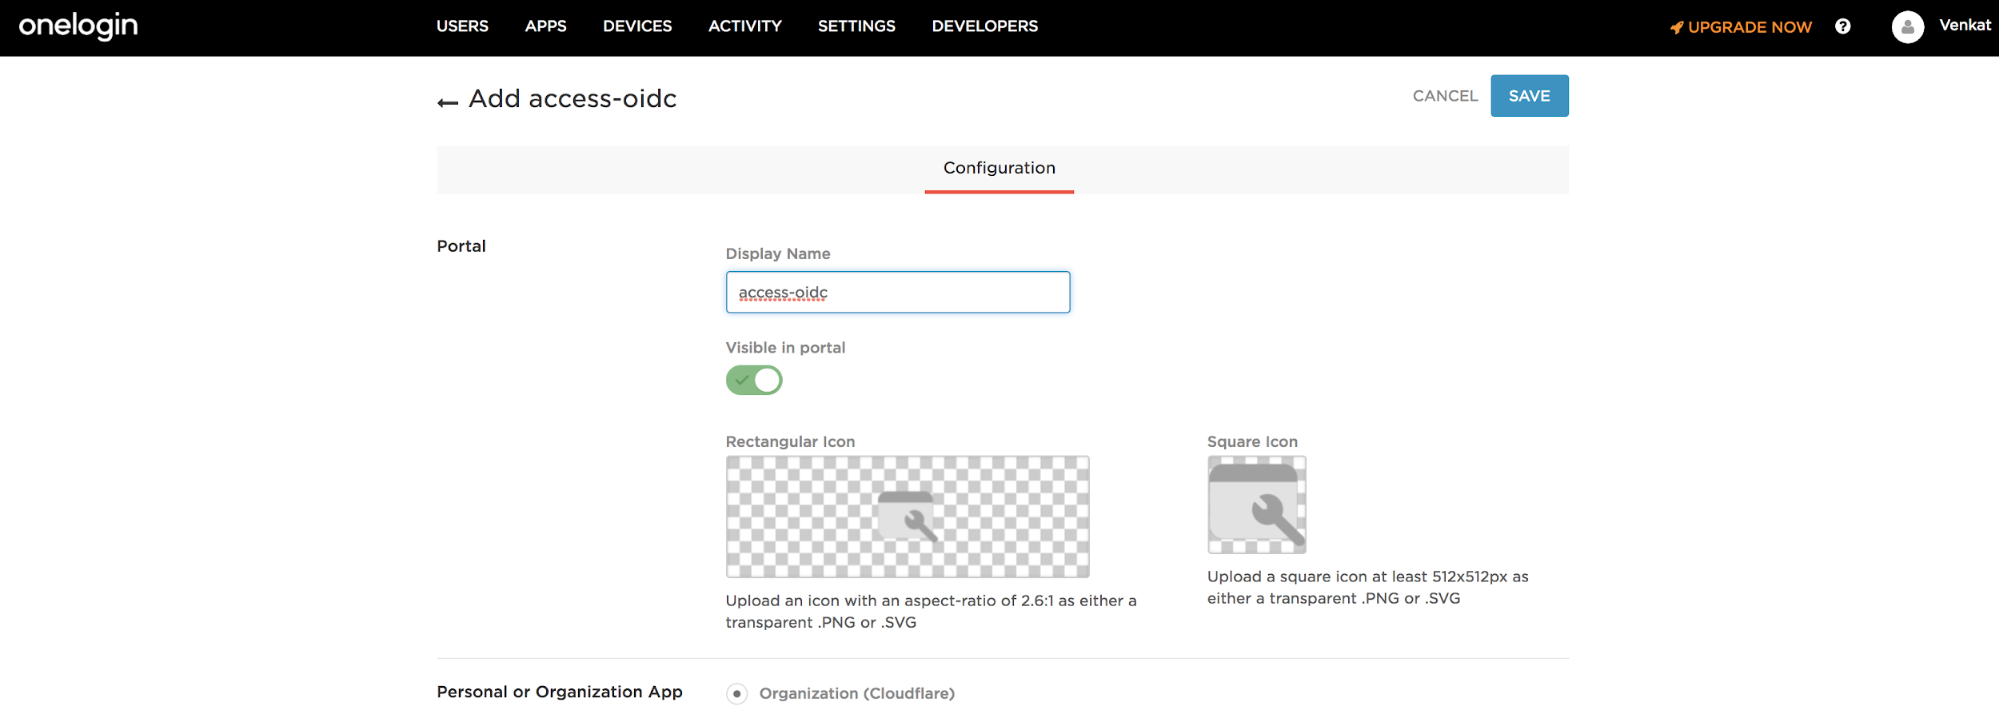 onelogin
USERS APPS DEVICES ACTIVITY SETTINGS DEVELOPERS
UPGRADE NOW ? Venkat
Add access-oidc
CANCEL SAVE
Configuration
Portal
Display Name
access-oidc
Visible in portal
Rectangular Icon
Upload an icon with an aspect-ratio of 2.6:1 as either a
transparent .PNG or .SVG
Square Icon
Upload a square icon at least 512x512px as
either a transparent .PNG or .SVG
Personal or Organization App
Organization (Cloudflare)